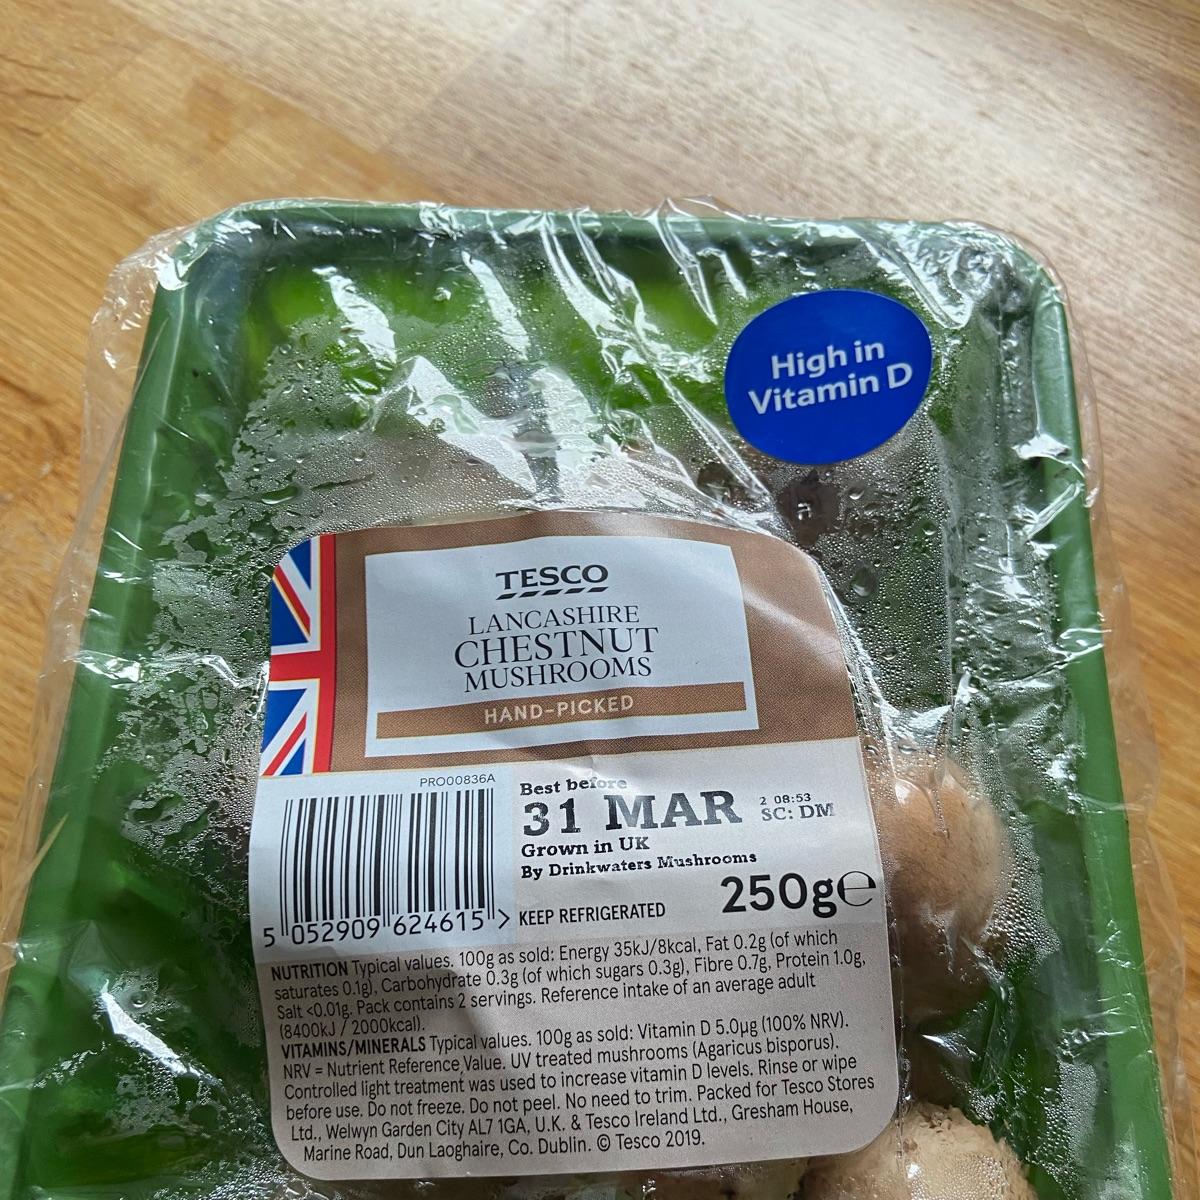 High in
Vitamin D
TESCO
LANCASHIRE
CHESTNUT
MUSHROOMS
HAND-PICKED
PRO00836A
Best before
31 MAR
2 08:53
SC: DM
Grown in UK
By Drinkwaters Mushrooms
250g℮
KEEP REFRIGERATED
5 052909 624615 >
NUTRITION Typical values. 100g as sold: Energy 35kJ/8kcal, Fat 0.2g (of which
saturates 0.1g), Carbohydrate 0.3g (of which sugars 0.3g), Fibre 0.7g, Protein 1.0g,
Salt <0.01g. Pack contains 2 servings. Reference intake of an average adult
(8400kJ / 2000kcal).
VITAMINS/MINERALS Typical values. 100g as sold: Vitamin D 5.0µg (100% NRV).
NRV = Nutrient Reference Value. UV treated mushrooms (Agaricus bisporus).
Controlled light treatment was used to increase vitamin D levels. Rinse or wipe
before use. Do not freeze. Do not peel. No need to trim. Packed for Tesco Stores
Ltd., Welwyn Garden City AL7 1GA, U.K. & Tesco Ireland Ltd., Gresham House,
Marine Road, Dun Laoghaire, Co. Dublin. © Tesco 2019.